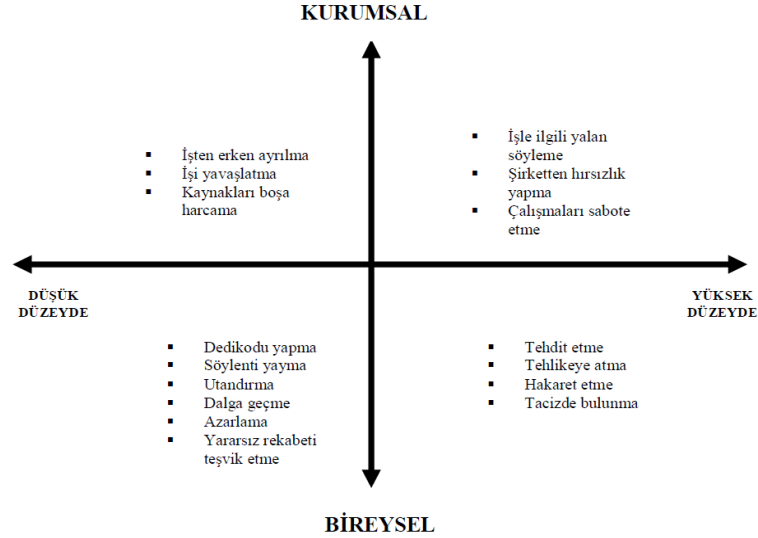 KURUMSAL
▪ İşten erken ayrılma
▪ İşi yavaşlatma
▪ Kaynakları boşa
harcama
▪ İşle ilgili yalan
söyleme
▪ Şirketten hırsızlık
yapma
▪ Çalışmaları sabote
etme
DÜŞÜK
DÜZEYDE
YÜKSEK
DÜZEYDE
▪ Dedikodu yapma
▪ Söylenti yayma
▪ Utandırma
▪ Dalga geçme
▪ Azarlama
▪ Yararsız rekabeti
teşvik etme
▪ Tehdit etme
▪ Tehlikeye atma
▪ Hakaret etme
▪ Tacizde bulunma
BİREYSEL